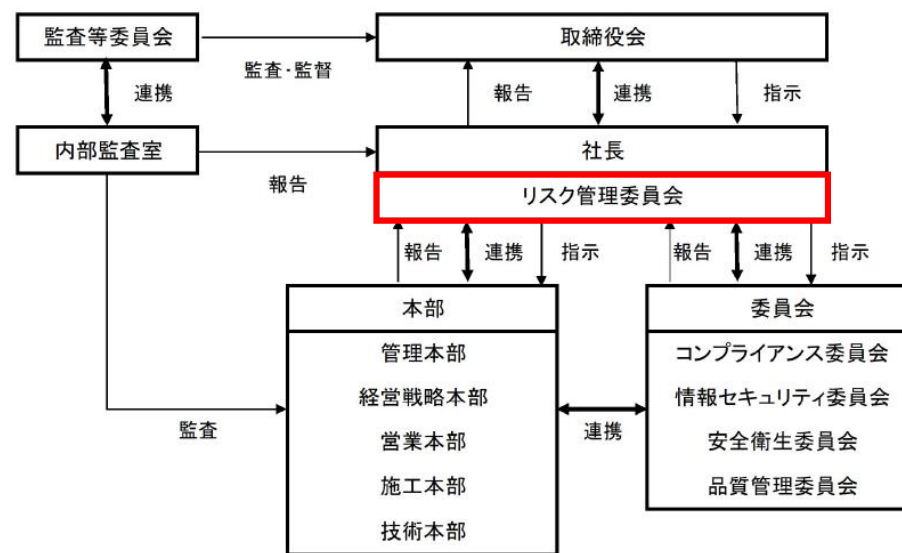 監査等委員会
取締役会
監査・監督
連携
報告
連携
指示
内部監査室
社長
報告
リスク管理委員会
報告
連携
指示
報告
連携
指示
本部
委員会
管理本部
コンプライアンス委員会
経営戦略本部
情報セキュリティ委員会
監査
営業本部
連携
安全衛生委員会
施工本部
品質管理委員会
技術本部